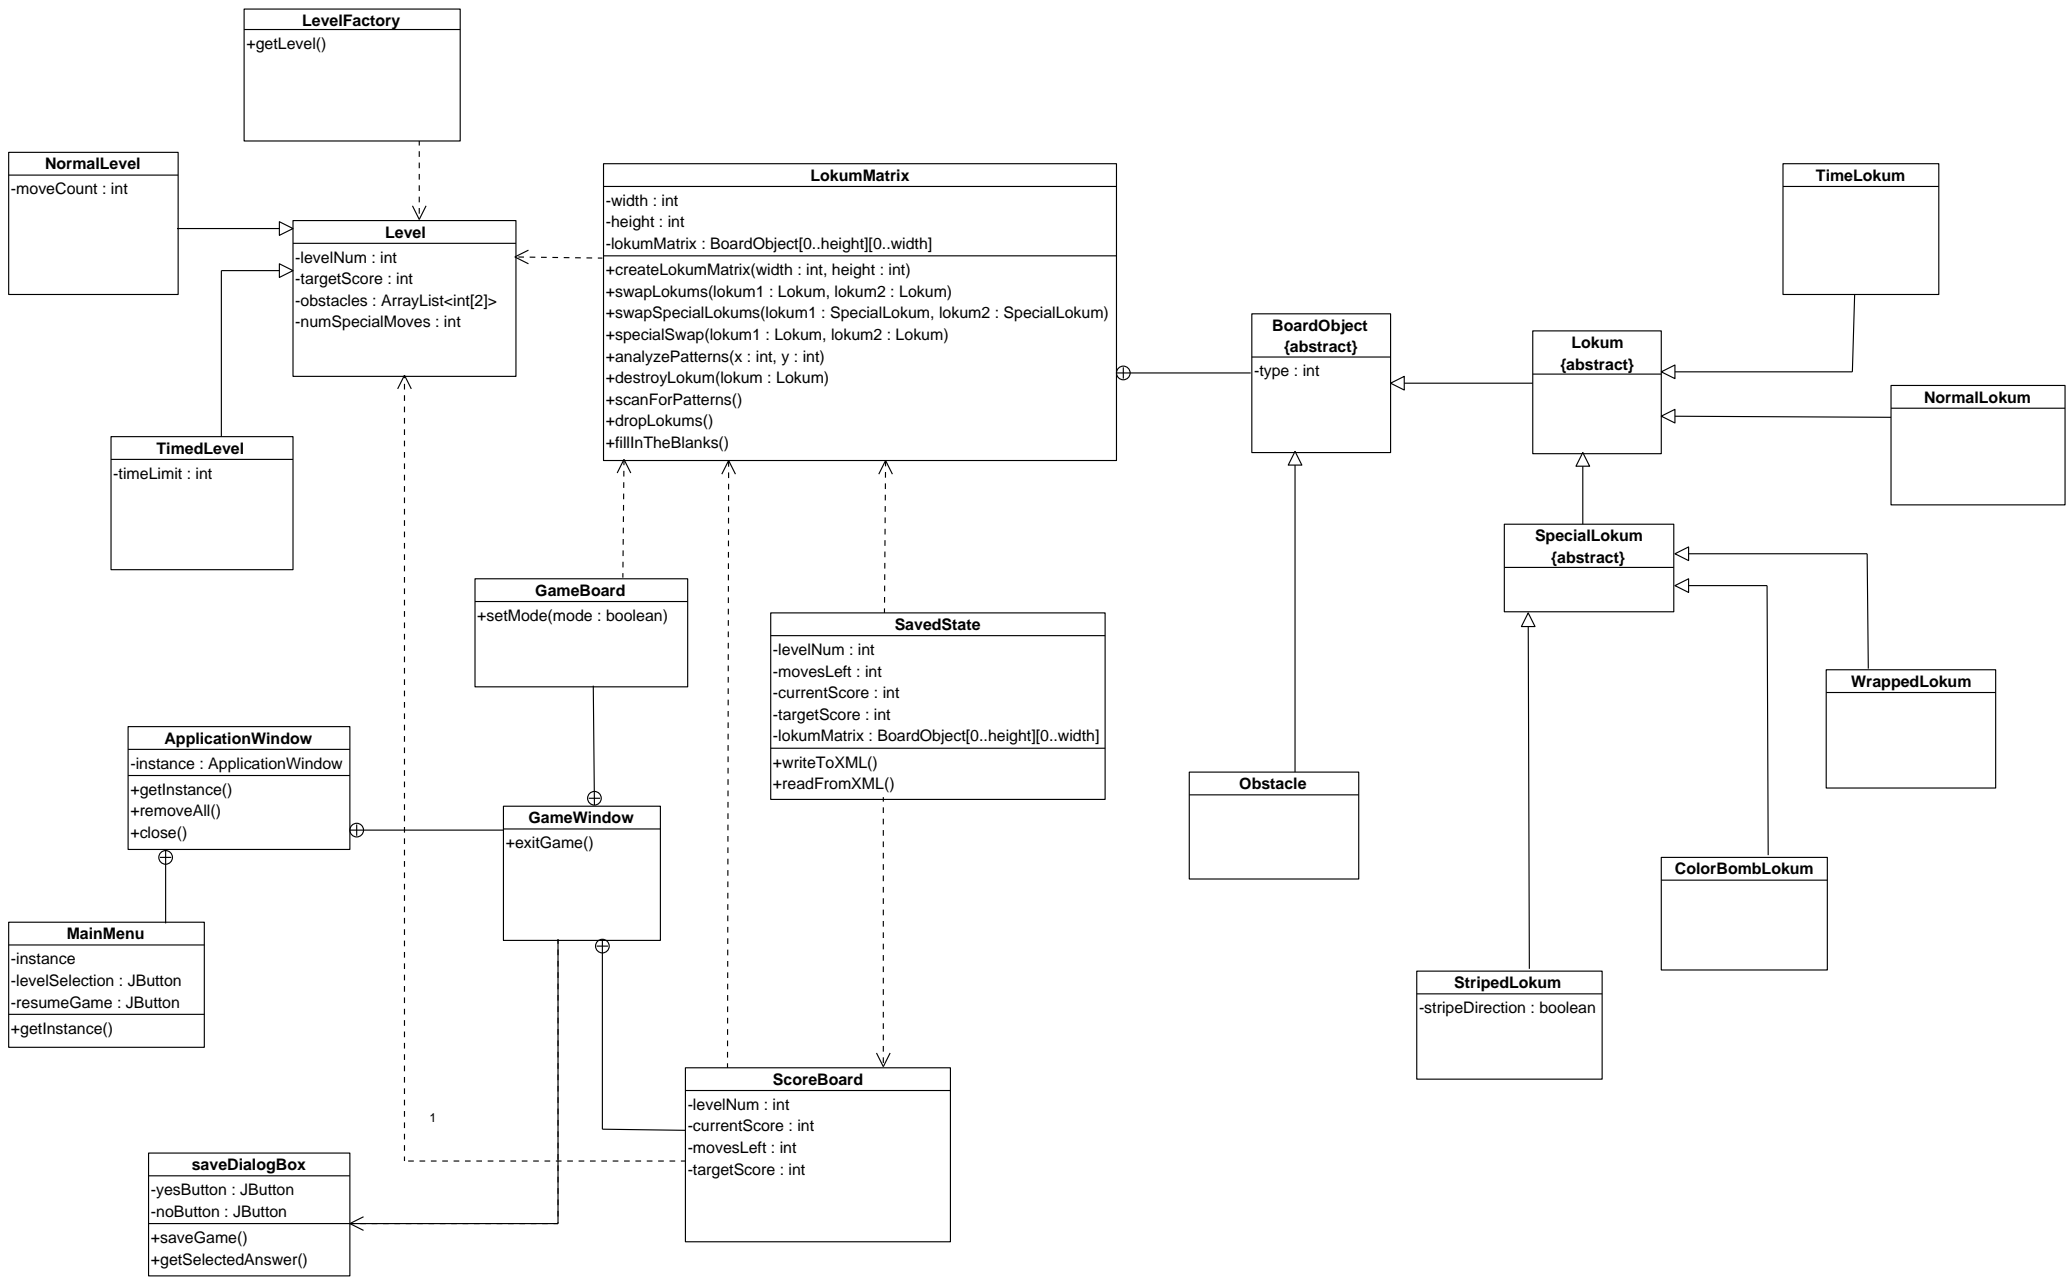 LevelFactory
+getLevel()
NormalLevel
-moveCount : int
Level
-levelNum : int
-targetScore : int
-obstacles : ArrayList<int[2]>
-numSpecialMoves : int
TimedLevel
-timeLimit : int
LokumMatrix
-width : int
-height : int
-lokumMatrix : BoardObject[0..height][0..width]
+createLokumMatrix(width : int, height : int)
+swapLokums(lokum1 : Lokum, lokum2 : Lokum)
+swapSpecialLokums(lokum1 : SpecialLokum, lokum2 : SpecialLokum)
+specialSwap(lokum1 : Lokum, lokum2 : Lokum)
+analyzePatterns(x : int, y : int)
+destroyLokum(lokum : Lokum)
+scanForPatterns()
+dropLokums()
+fillInTheBlanks()
BoardObject
{abstract}
-type : int
Lokum
{abstract}
TimeLokum
NormalLokum
SpecialLokum
{abstract}
WrappedLokum
ColorBombLokum
StripedLokum
-stripeDirection : boolean
Obstacle
GameBoard
+setMode(mode : boolean)
SavedState
-levelNum : int
-movesLeft : int
-currentScore : int
-targetScore : int
-lokumMatrix : BoardObject[0..height][0..width]
+writeToXML()
+readFromXML()
ApplicationWindow
-instance : ApplicationWindow
+getInstance()
+removeAll()
+close()
GameWindow
+exitGame()
MainMenu
-instance
-levelSelection : JButton
-resumeGame : JButton
+getInstance()
ScoreBoard
-levelNum : int
-currentScore : int
-movesLeft : int
-targetScore : int
1
saveDialogBox
-yesButton : JButton
-noButton : JButton
+saveGame()
+getSelectedAnswer()